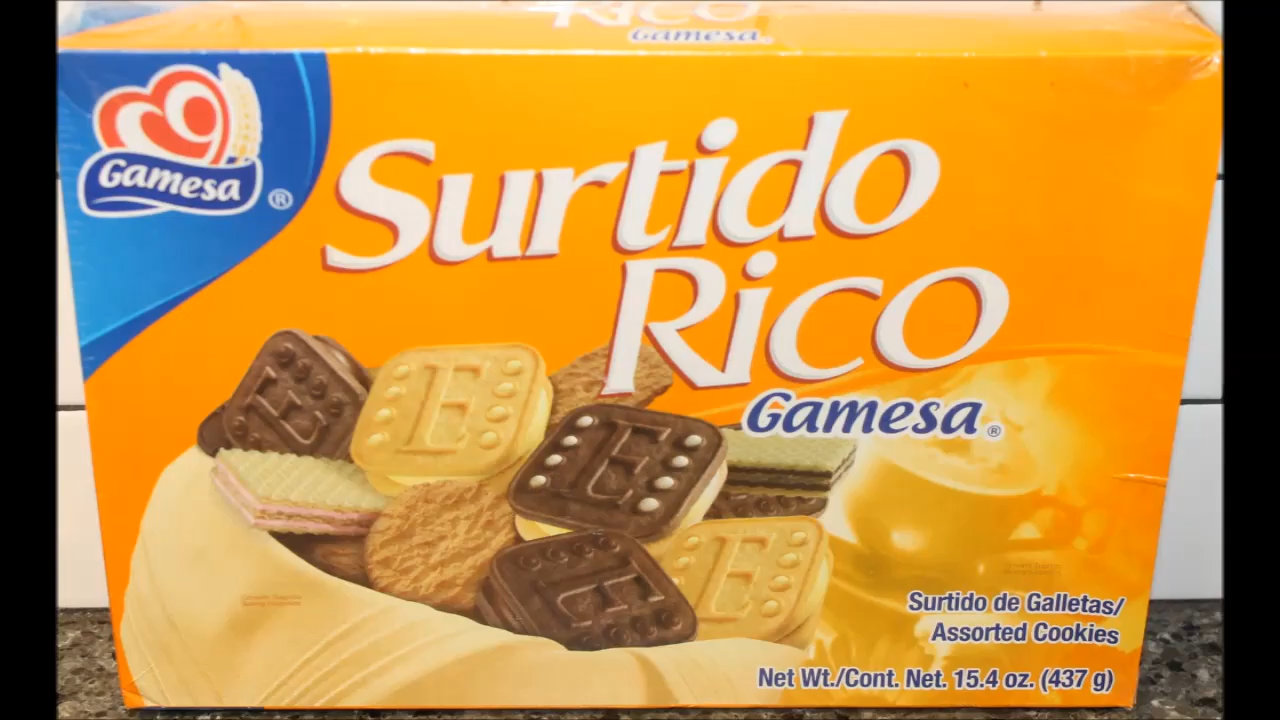 Rico
Gamesa®
Gamesa®
Surtido
Rico
Gamesa®
E
E
E
E
E
Surtido de Galletas/
Assorted Cookies
Net Wt./Cont. Net. 15.4 oz. (437 g)